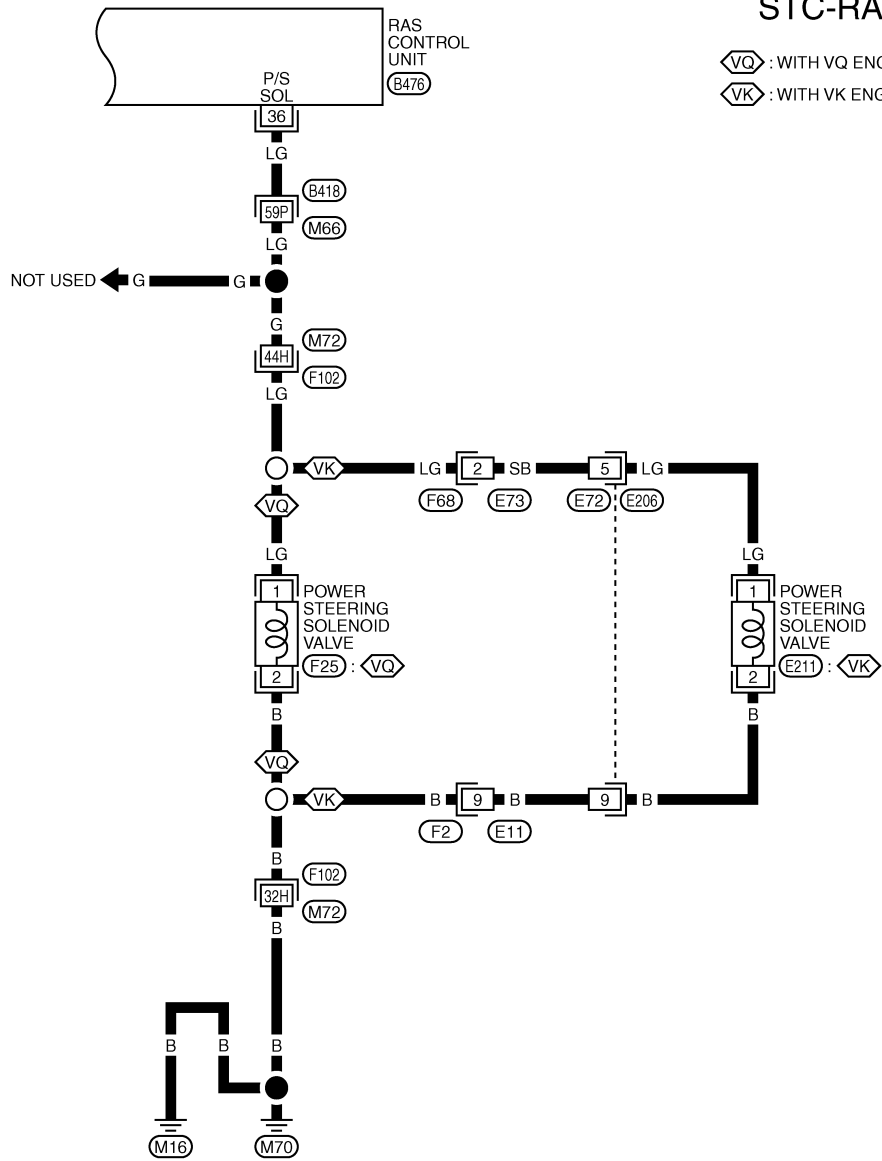 STC-RA
RAS
CONTROL
UNIT
B476
P/S
SOL
36
VQ : WITH VQ ENG
VK : WITH VK ENG
LG
B418
59P
M66
LG
NOT USED G G
G
M72
44H
F102
LG
VK LG 2 SB 5 LG
F68 E73 E72 E206
VQ
LG
LG
1
POWER
STEERING
SOLENOID
VALVE
F25 : VQ
2
1
POWER
STEERING
SOLENOID
VALVE
E211 : VK
2
B
B
VQ
VK B 9 B 9 B
F2 E11
B
F102
32H
M72
B
B B B
M16 M70